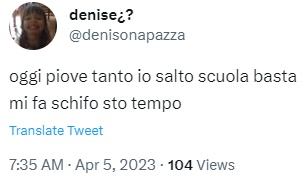 denise¿?
@denisonapazza
oggi piove tanto io salto scuola basta
mi fa schifo sto tempo
Translate Tweet
7:35 AM · Apr 5, 2023 · 104 Views